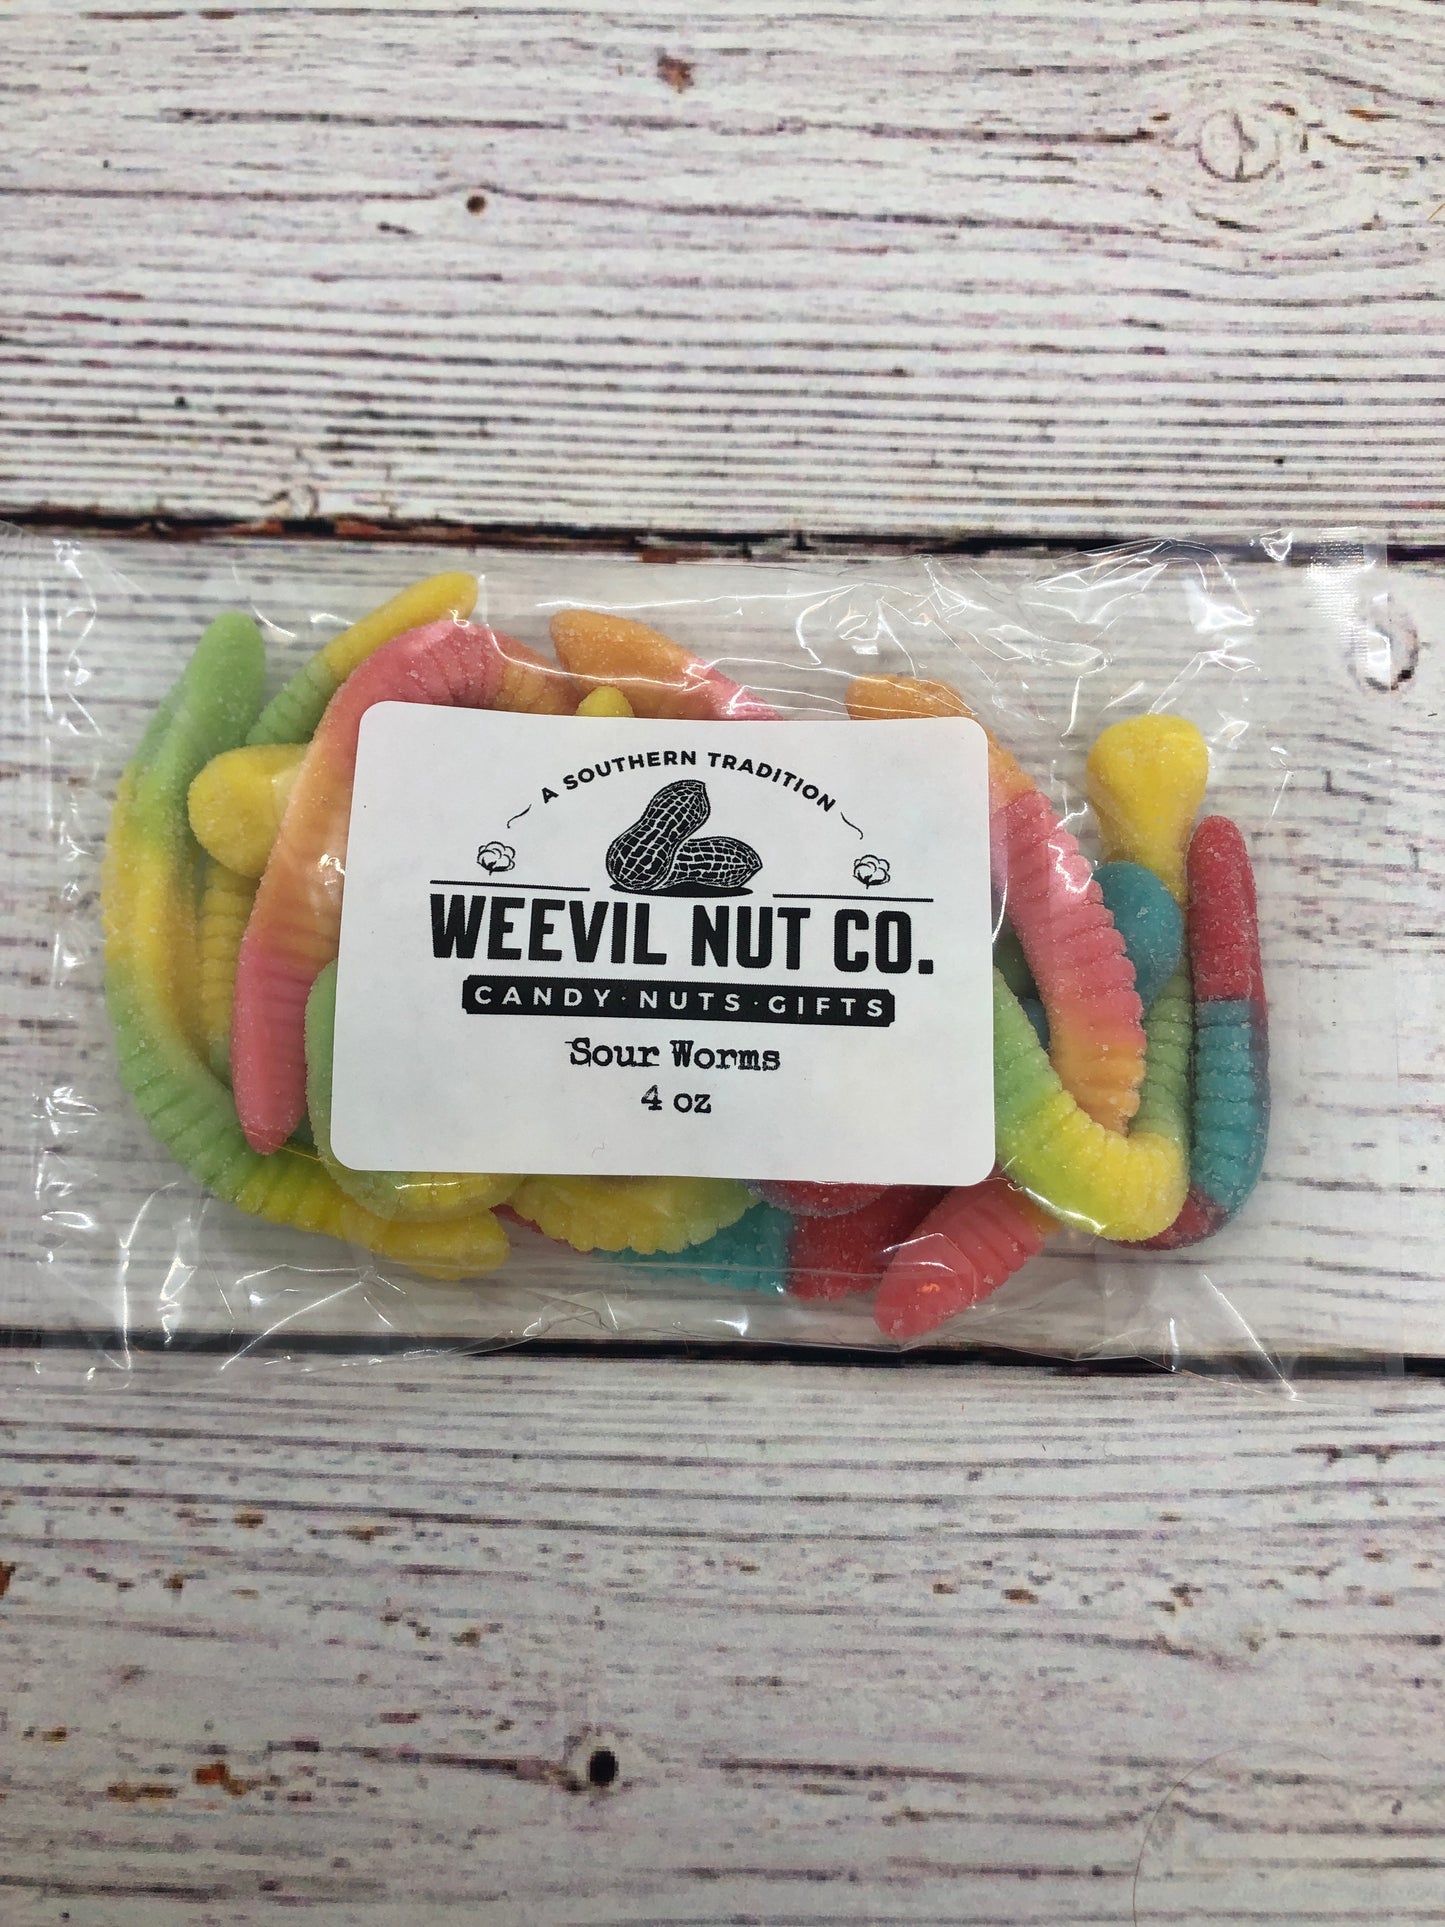 A SOUTHERN TRADITION
WEEVIL NUT CO.
CANDY · NUTS · GIFTS
Sour Worms
4 oz